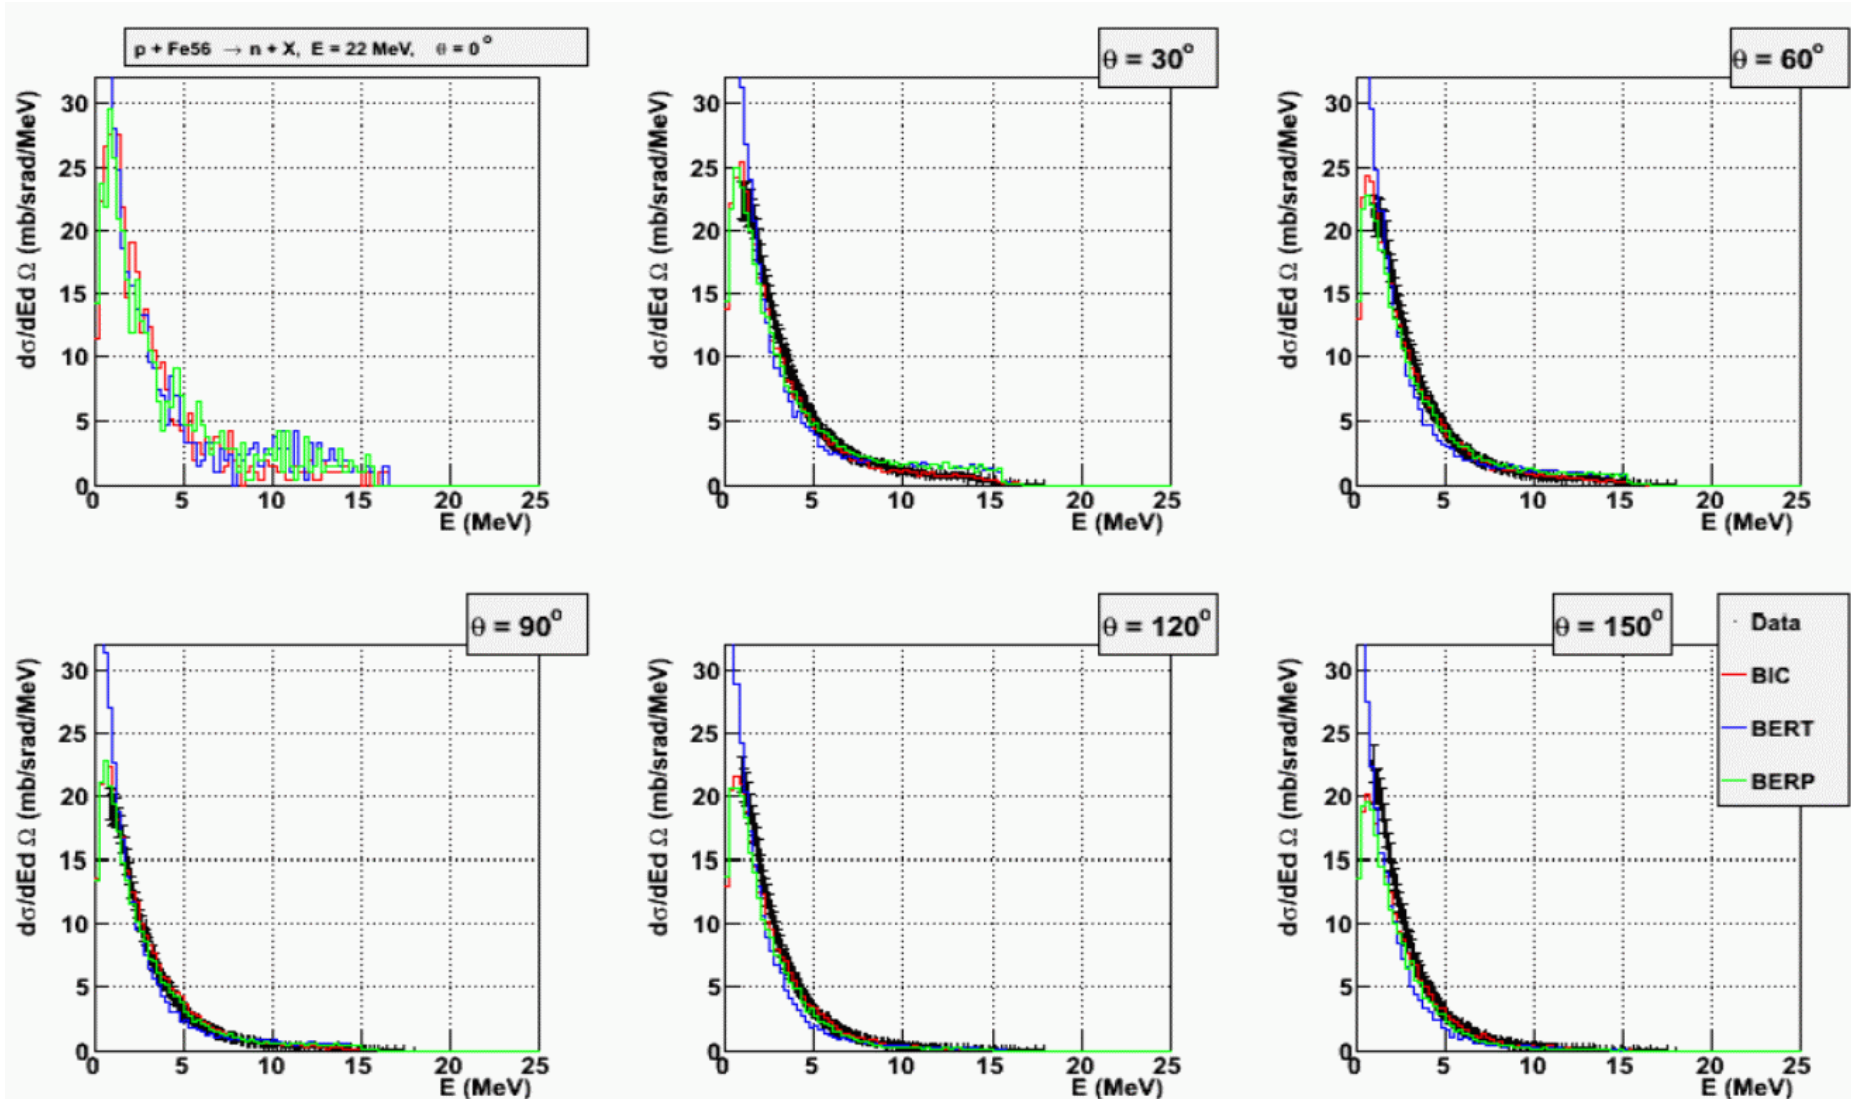 p + Fe56 → n + X, E = 22 MeV, θ = 0°
dσ/dEd Ω (mb/srad/MeV)
30
25
20
15
10
5
0
0 5 10 15 20 25
E (MeV)
θ = 30°
dσ/dEd Ω (mb/srad/MeV)
30
25
20
15
10
5
0
0 5 10 15 20 25
E (MeV)
θ = 60°
dσ/dEd Ω (mb/srad/MeV)
30
25
20
15
10
5
0
0 5 10 15 20 25
E (MeV)
θ = 90°
dσ/dEd Ω (mb/srad/MeV)
30
25
20
15
10
5
0
0 5 10 15 20 25
E (MeV)
θ = 120°
dσ/dEd Ω (mb/srad/MeV)
30
25
20
15
10
5
0
0 5 10 15 20 25
E (MeV)
θ = 150°
dσ/dEd Ω (mb/srad/MeV)
30
25
20
15
10
5
0
0 5 10 15 20 25
E (MeV)
Data
BIC
BERT
BERP